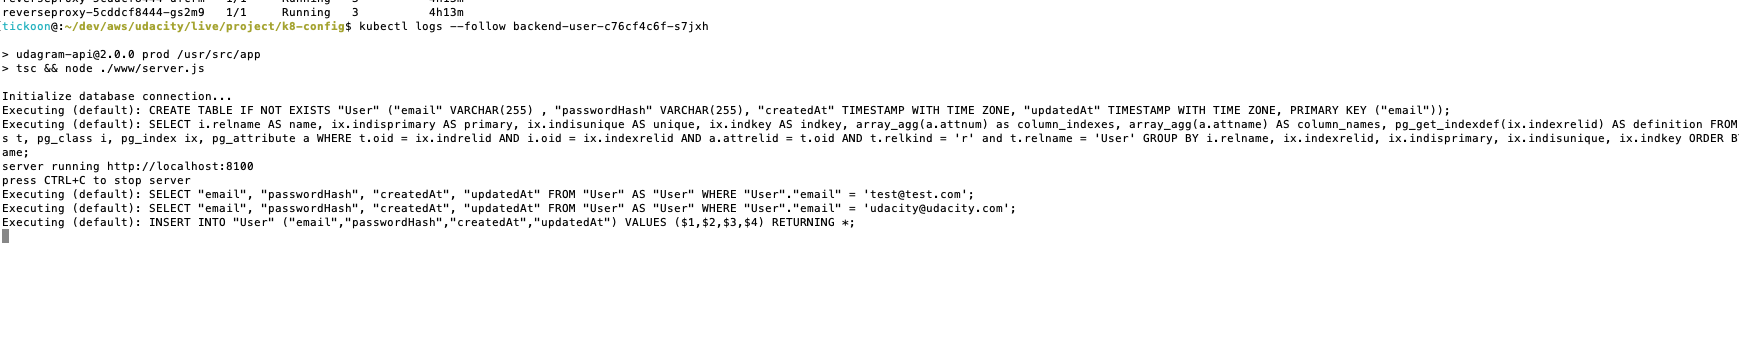 reverseproxy-5cddcf8444-gs2m9   1/1     Running   3          4h13m
tickoon@:~/dev/aws/udacity/live/project/k8-config$ kubectl logs --follow backend-user-c76cf4c6f-s7jxh
> udagram-api@2.0.0 prod /usr/src/app
> tsc && node ./www/server.js
Initialize database connection...
Executing (default): CREATE TABLE IF NOT EXISTS "User" ("email" VARCHAR(255) , "passwordHash" VARCHAR(255), "createdAt" TIMESTAMP WITH TIME ZONE, "updatedAt" TIMESTAMP WITH TIME ZONE, PRIMARY KEY ("email"));
Executing (default): SELECT i.relname AS name, ix.indisprimary AS primary, ix.indisunique AS unique, ix.indkey AS indkey, array_agg(a.attnum) as column_indexes, array_agg(a.attname) AS column_names, pg_get_indexdef(ix.indexrelid) AS definition FROM
s t, pg_class i, pg_index ix, pg_attribute a WHERE t.oid = ix.indrelid AND i.oid = ix.indexrelid AND a.attrelid = t.oid AND t.relkind = 'r' and t.relname = 'User' GROUP BY i.relname, ix.indexrelid, ix.indisprimary, ix.indisunique, ix.indkey ORDER B
ame;
server running http://localhost:8100
press CTRL+C to stop server
Executing (default): SELECT "email", "passwordHash", "createdAt", "updatedAt" FROM "User" AS "User" WHERE "User"."email" = 'test@test.com';
Executing (default): SELECT "email", "passwordHash", "createdAt", "updatedAt" FROM "User" AS "User" WHERE "User"."email" = 'udacity@udacity.com';
Executing (default): INSERT INTO "User" ("email","passwordHash","createdAt","updatedAt") VALUES ($1,$2,$3,$4) RETURNING *;